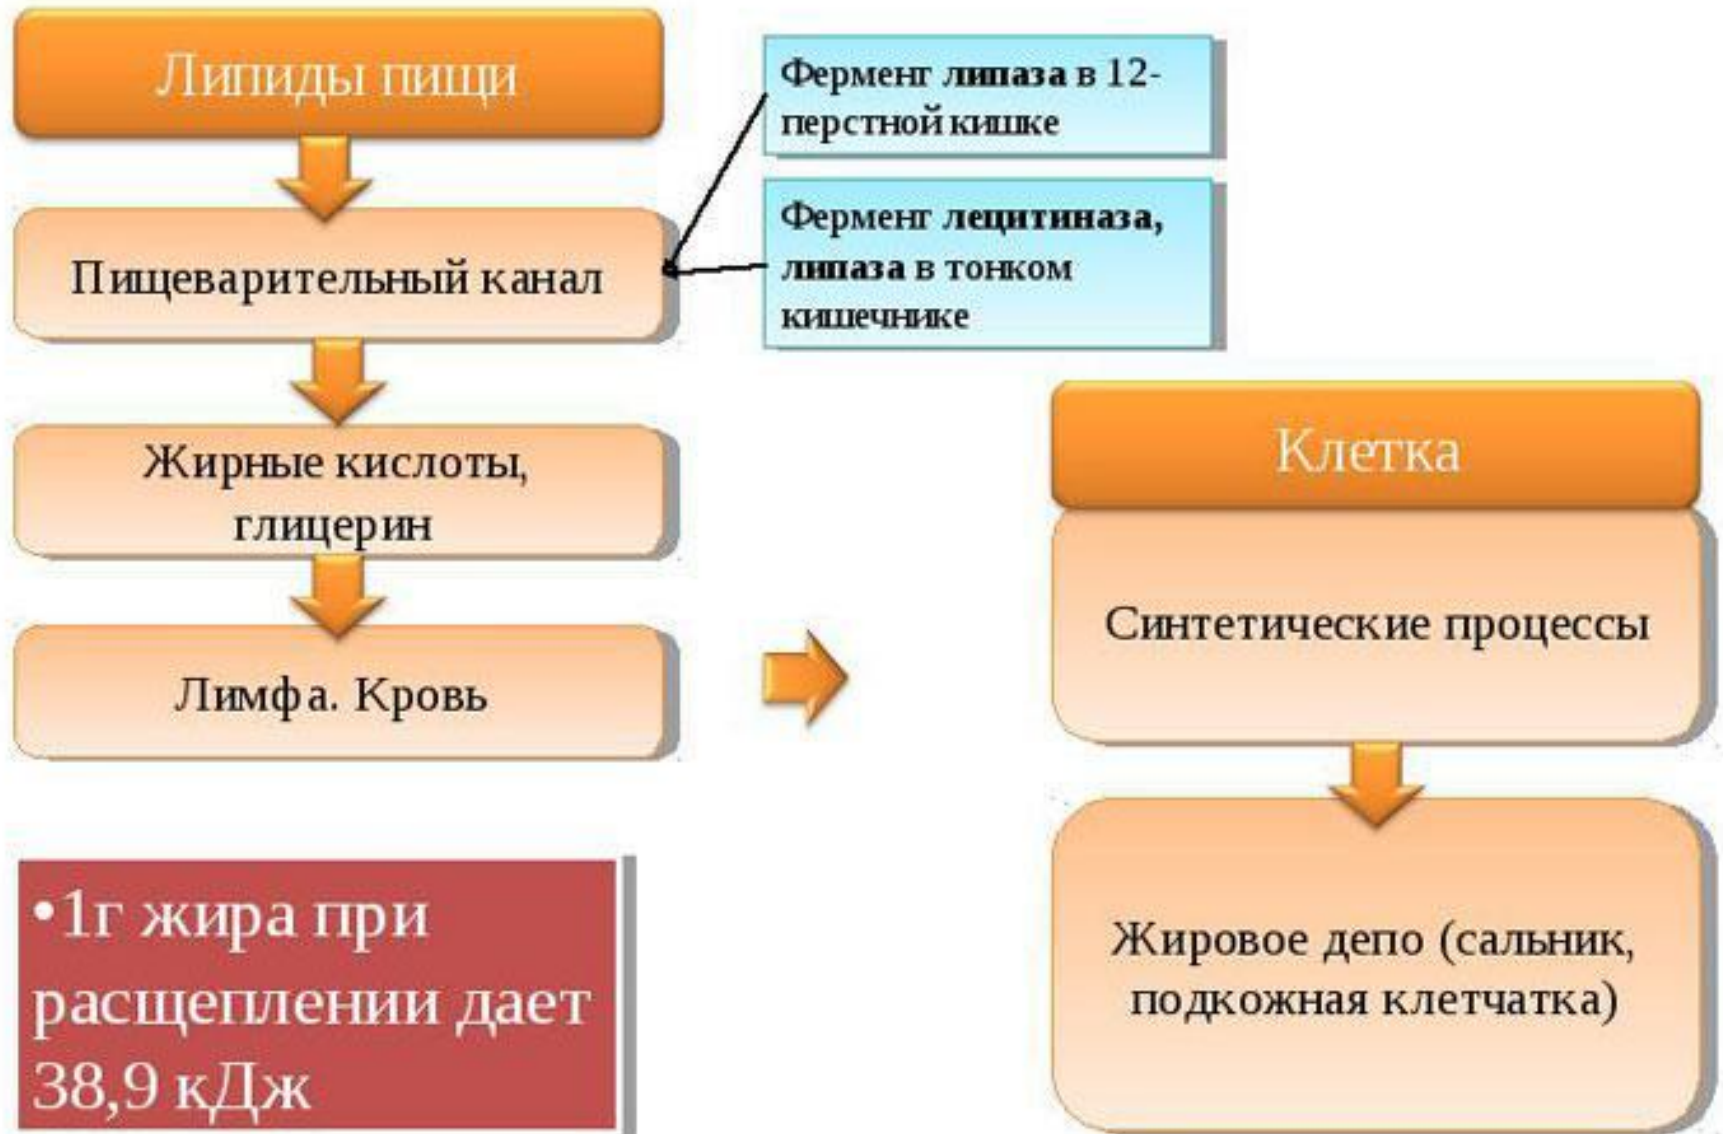 Липиды пищи
Фермент липаза в 12-
перстной кишке
Пищеварительный канал
Фермент лецитиназа,
липаза в тонком
кишечнике
Жирные кислоты,
глицерин
Лимфа. Кровь
Клетка
Синтетические процессы
Жировое депо (сальник,
подкожная клетчатка)
•1г жира при
расщеплении дает
38,9 кДж